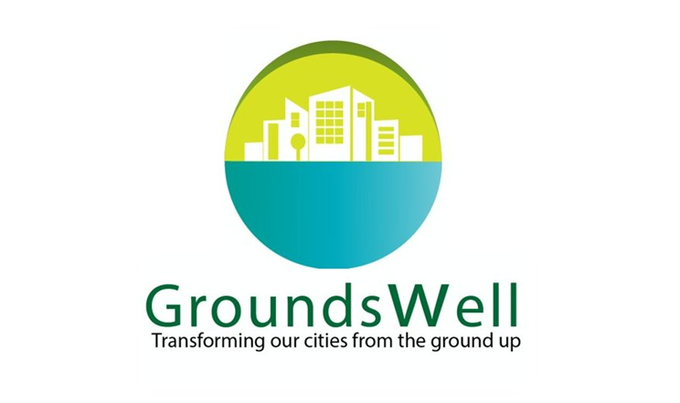 GroundsWell
Transforming our cities from the ground up